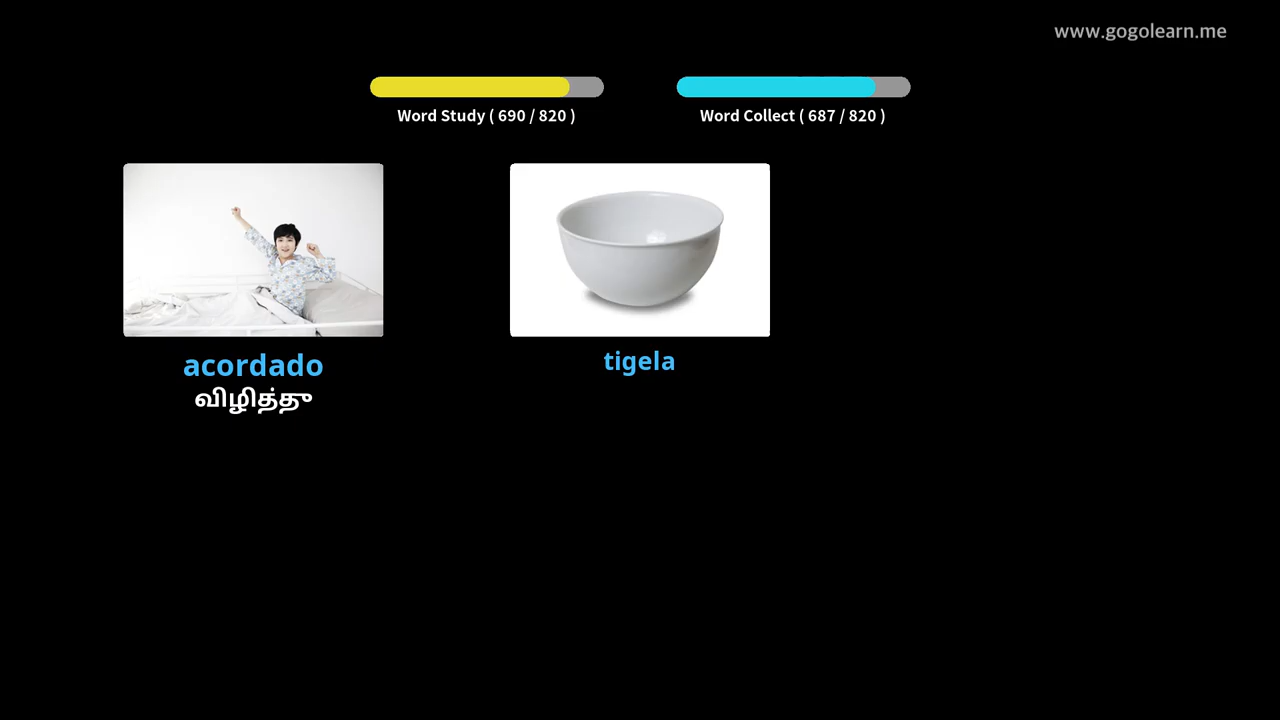 www.gogolearn.me
Word Study ( 690 / 820 )
Word Collect ( 687 / 820 )
acordado
விழித்து
tigela